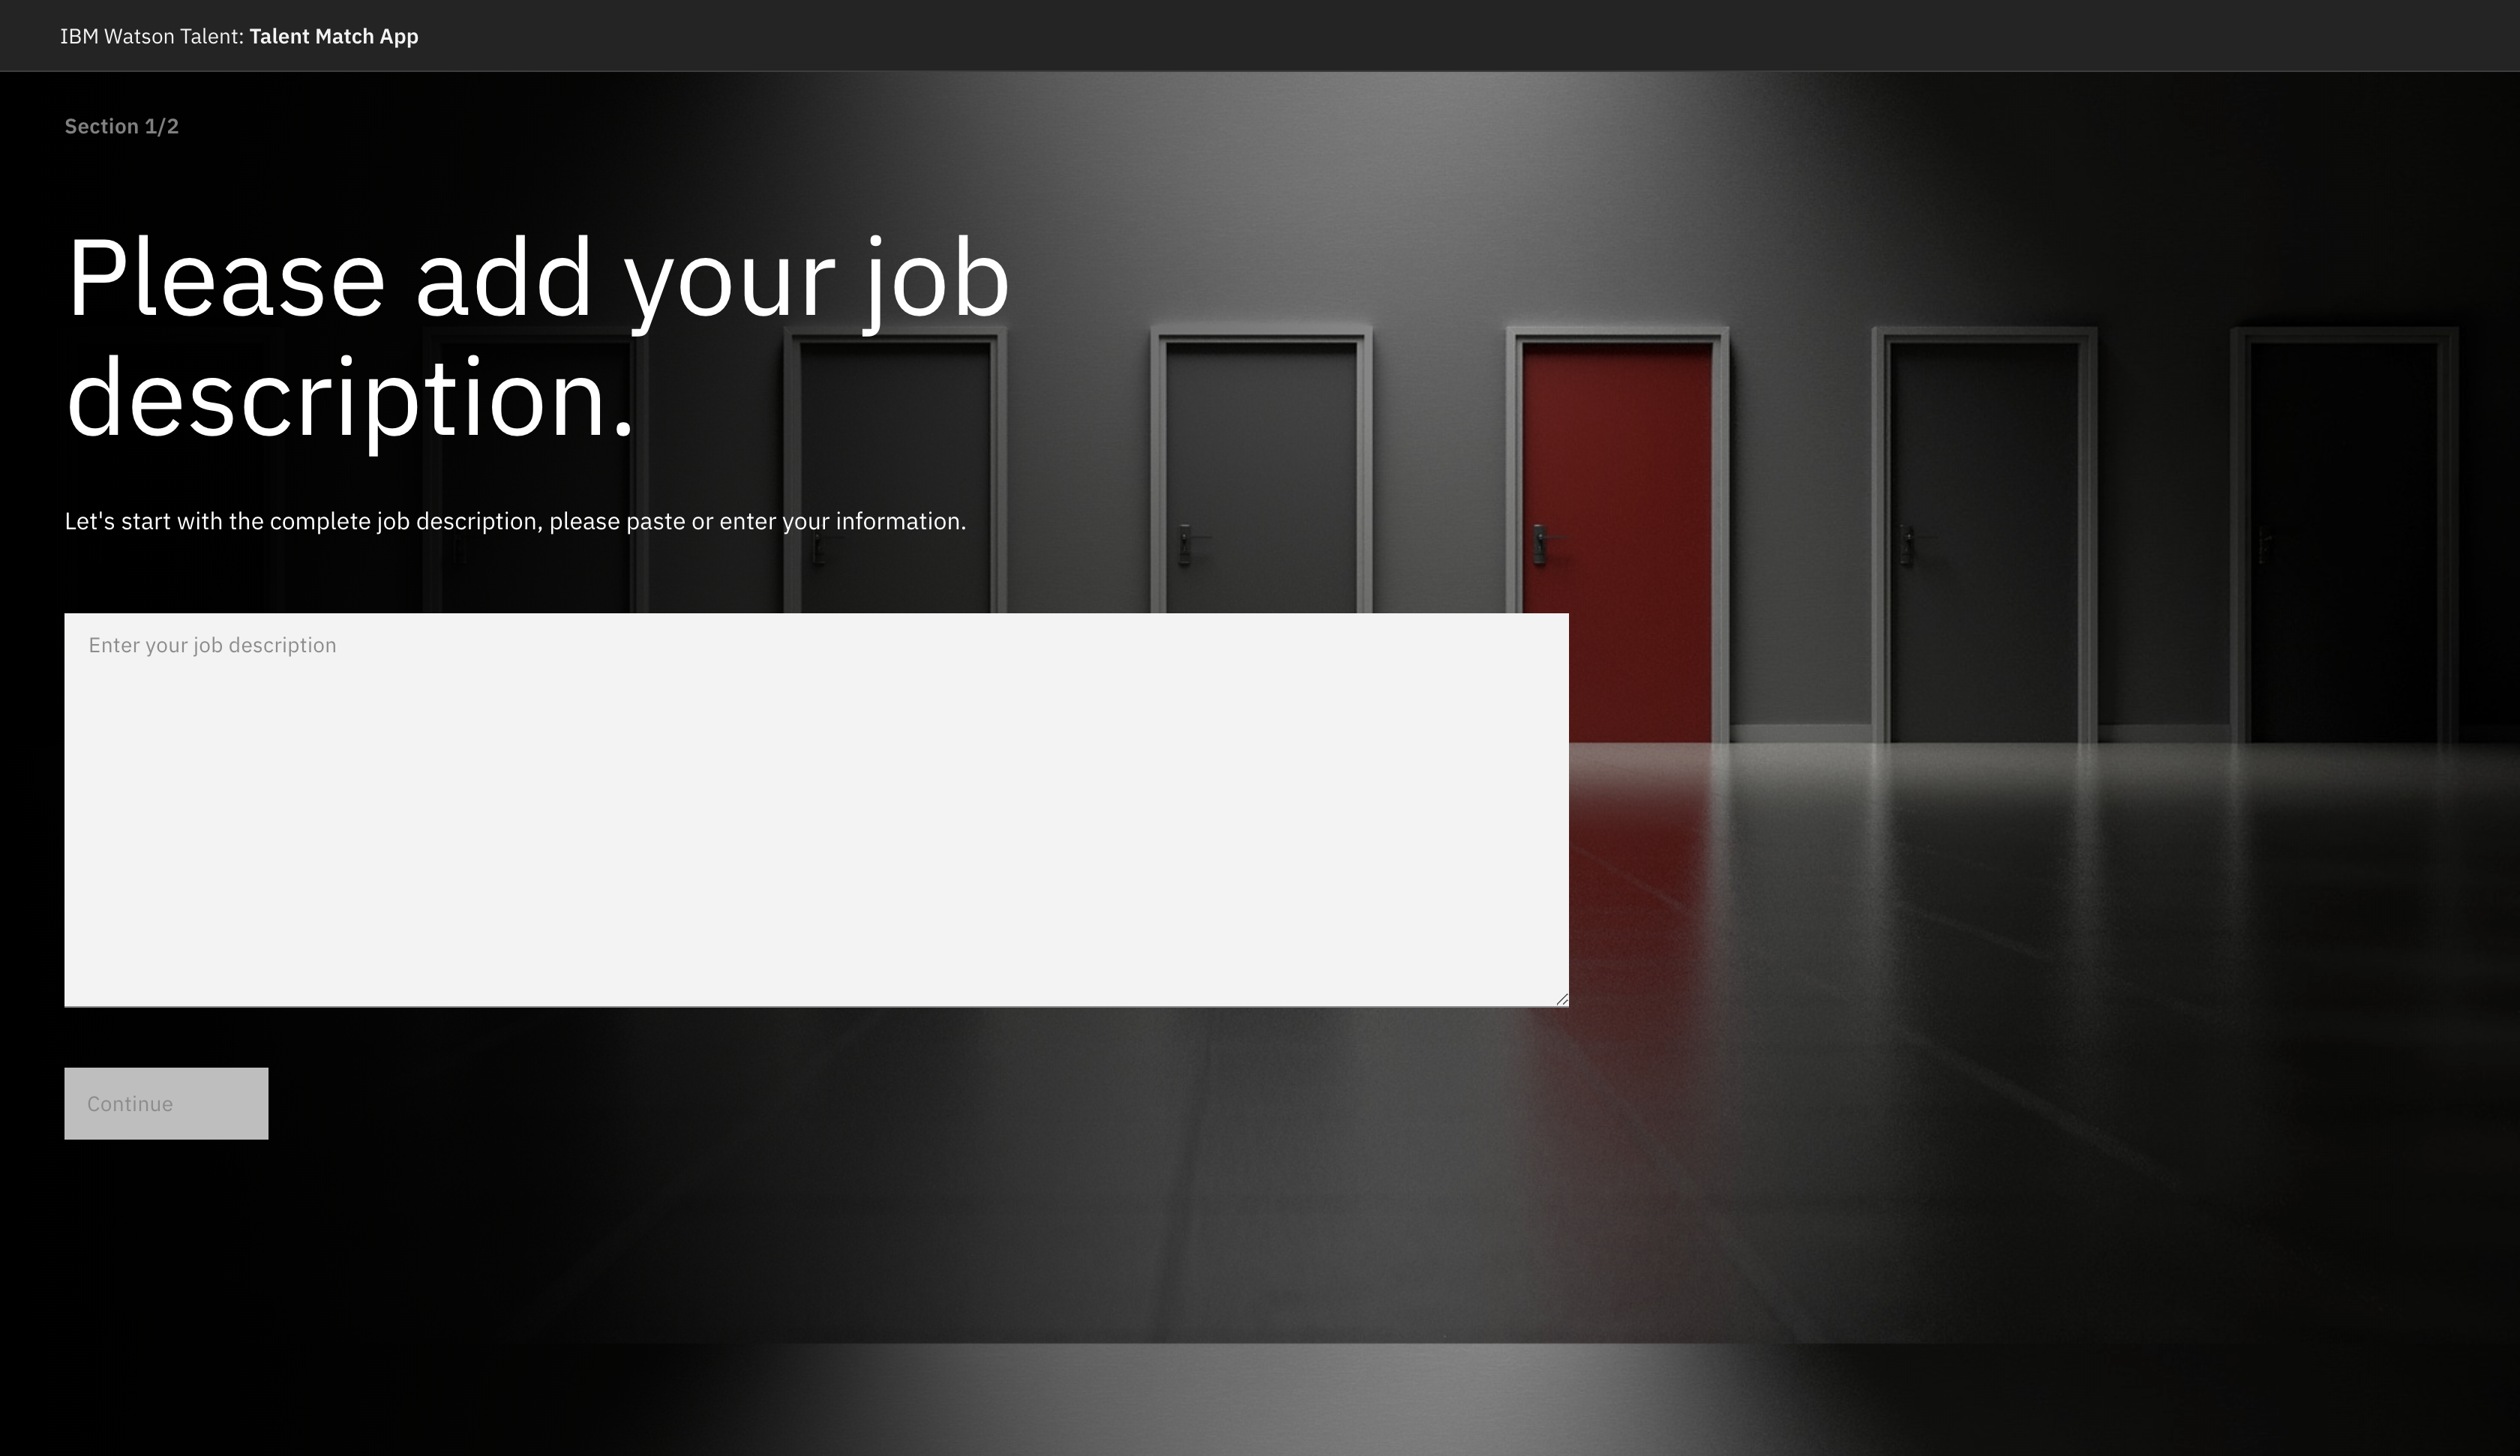 IBM Watson Talent: Talent Match App
Section 1/2
Please add your job
description.
Let's start with the complete job description, please paste or enter your information.
Enter your job description
Continue